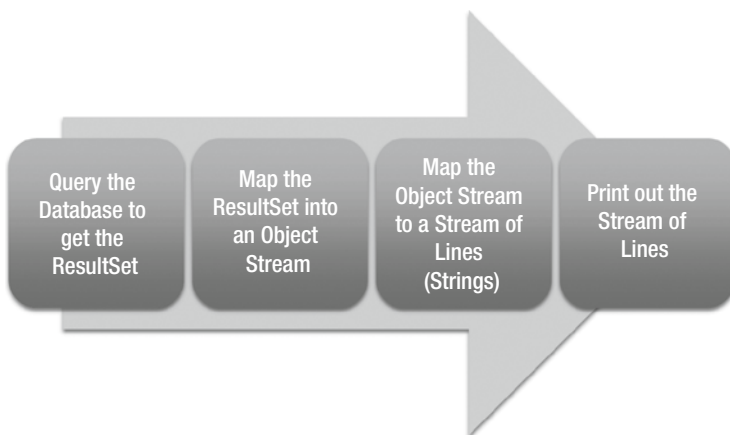 Query the
Database to
get the
ResultSet
Map the
ResultSet into
an Object
Stream
Map the
Object Stream
to a Stream of
Lines
(Strings)
Print out the
Stream of
Lines